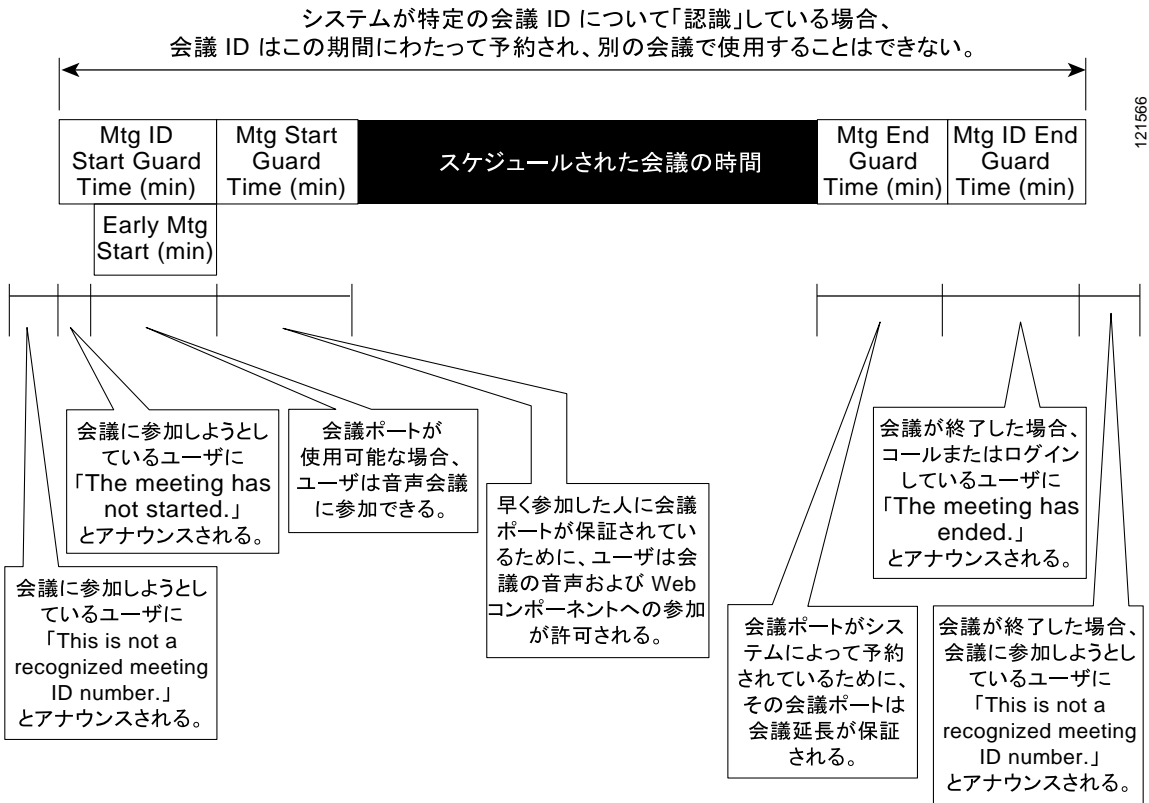 システムが特定の会議 ID について「認識」している場合、
会議 ID はこの期間にわたって予約され、別の会議で使用することはできない。
121566
Mtg ID
Start Guard
Time (min)
Mtg Start
Guard
Time (min)
スケジュールされた会議の時間
Mtg End
Guard
Time (min)
Mtg ID End
Guard
Time (min)
Early Mtg
Start (min)
会議に参加しようとし
ているユーザに
「The meeting has
not started.」
とアナウンスされる。
会議ポートが
使用可能な場合、
ユーザは音声会議
に参加できる。
早く参加した人に会議
ポートが保証されてい
るために、ユーザは会
議の音声および Web
コンポーネントへの参加
が許可される。
会議が終了した場合、
コールまたはログイン
しているユーザに
「The meeting has
ended.」
とアナウンスされる。
会議に参加しようとし
ているユーザに
「This is not a
recognized meeting
ID number.」
とアナウンスされる。
会議ポートがシス
テムによって予約
されているために、
その会議ポートは
会議延長が保証
される。
会議が終了した場合、
会議に参加しようとし
ているユーザに
「This is not a
recognized meeting
ID number.」
とアナウンスされる。